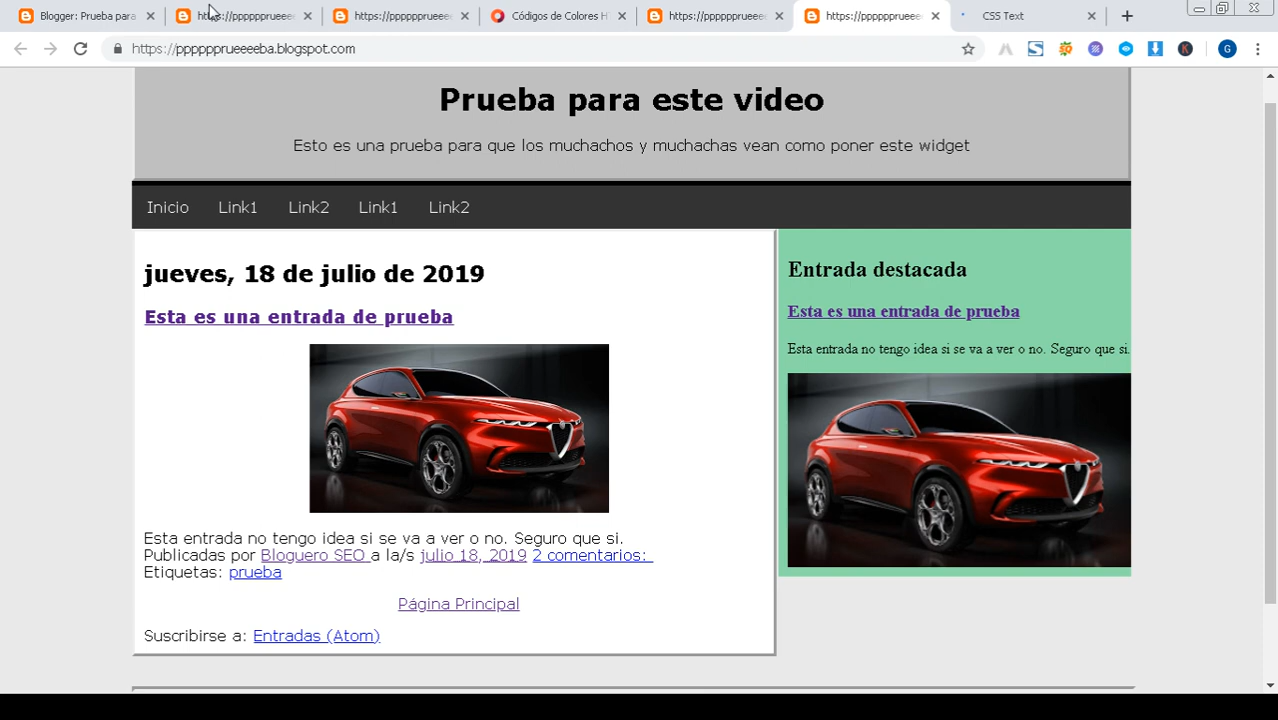 Blogger: Prueba para
https://ppppppprueeee
https://ppppppprueee
Códigos de Colores H
https://ppppppprueee
https://ppppppprueee
CSS Text
https://ppppppprueeeeba.blogspot.com
G
Prueba para este video
Esto es una prueba para que los muchachos y muchachas vean como poner este widget
Inicio Link1 Link2 Link1 Link2
jueves, 18 de julio de 2019
Esta es una entrada de prueba
Esta entrada no tengo idea si se va a ver o no. Seguro que si.
Publicadas por Bloguero SEO a la/s julio 18, 2019 2 comentarios:
Etiquetas: prueba
Página Principal
Suscribirse a: Entradas (Atom)
Entrada destacada
Esta es una entrada de prueba
Esta entrada no tengo idea si se va a ver o no. Seguro que si.